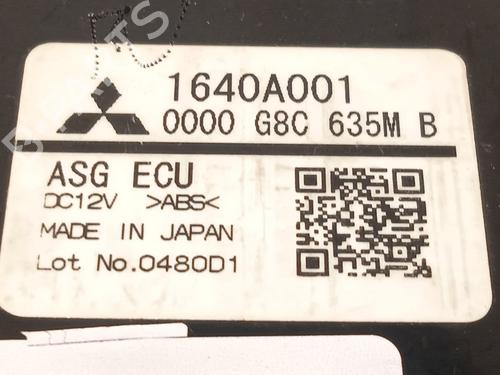 1640A001
0000 G8C 635M B
ASG ECU
DC12V >ABS<
MADE IN JAPAN
Lot No.0480D1